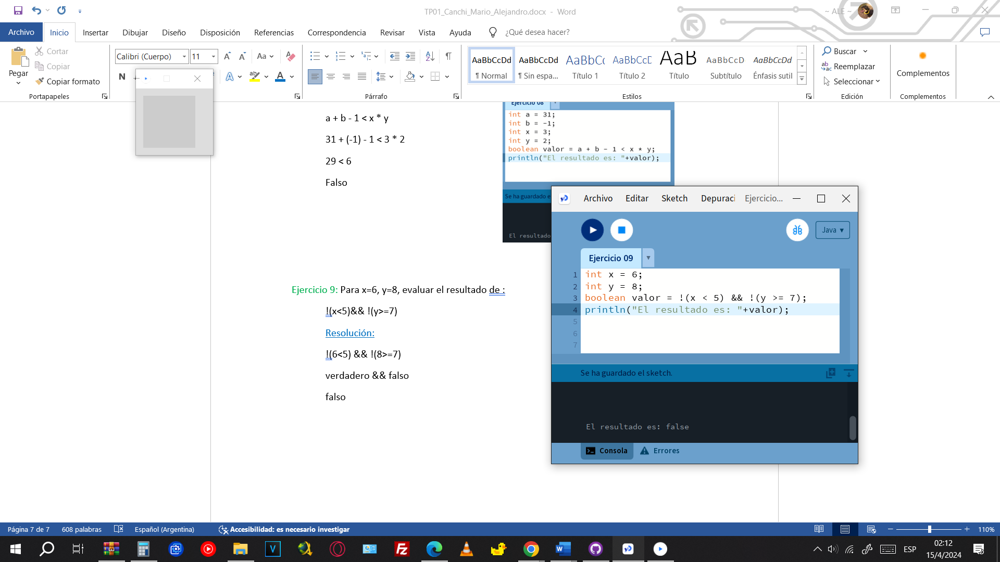 TP01_Canchi_Mario_Alejandro.docx - Word
~ ALE ~
Archivo
Inicio
Insertar
Dibujar
Diseño
Disposición
Referencias
Correspondencia
Revisar
Vista
Ayuda
¿Qué desea hacer?
Pegar
Cortar
Copiar
Copiar formato
Portapapeles
Calibri (Cuerpo)
11
Aa
N
A
Párrafo
AaBbCcDd
¶ Normal
AaBbCcDd
¶ Sin espa...
AaBbCc
Título 1
AaBbCcD
Título 2
AaB
Título
AaBbCcD
Subtítulo
AaBbCcDd
Énfasis sutil
Estilos
Buscar
Reemplazar
Seleccionar
Edición
Complementos
Complementos
a + b - 1 < x * y
31 + (-1) - 1 < 3 * 2
29 < 6
Falso
Ejercicio 08
int a = 31;
int b = -1;
int x = 3;
int y = 2;
boolean valor = a + b - 1 < x * y;
println("El resultado es: "+valor);
Se ha guardado e
El resultado
Ejercicio 9: Para x=6, y=8, evaluar el resultado de :
!(x<5)&& !(y>=7)
Resolución:
!(6<5) && !(8>=7)
verdadero && falso
falso
Archivo
Editar
Sketch
Depuraci
Ejercicio...
Java
Ejercicio 09
1 int x = 6;
2 int y = 8;
3 boolean valor = !(x < 5) && !(y >= 7);
4 println("El resultado es: "+valor);
5
6
7
Se ha guardado el sketch.
El resultado es: false
Consola
Errores
Página 7 de 7
608 palabras
Español (Argentina)
Accesibilidad: es necesario investigar
110%
ESP
02:12
15/4/2024